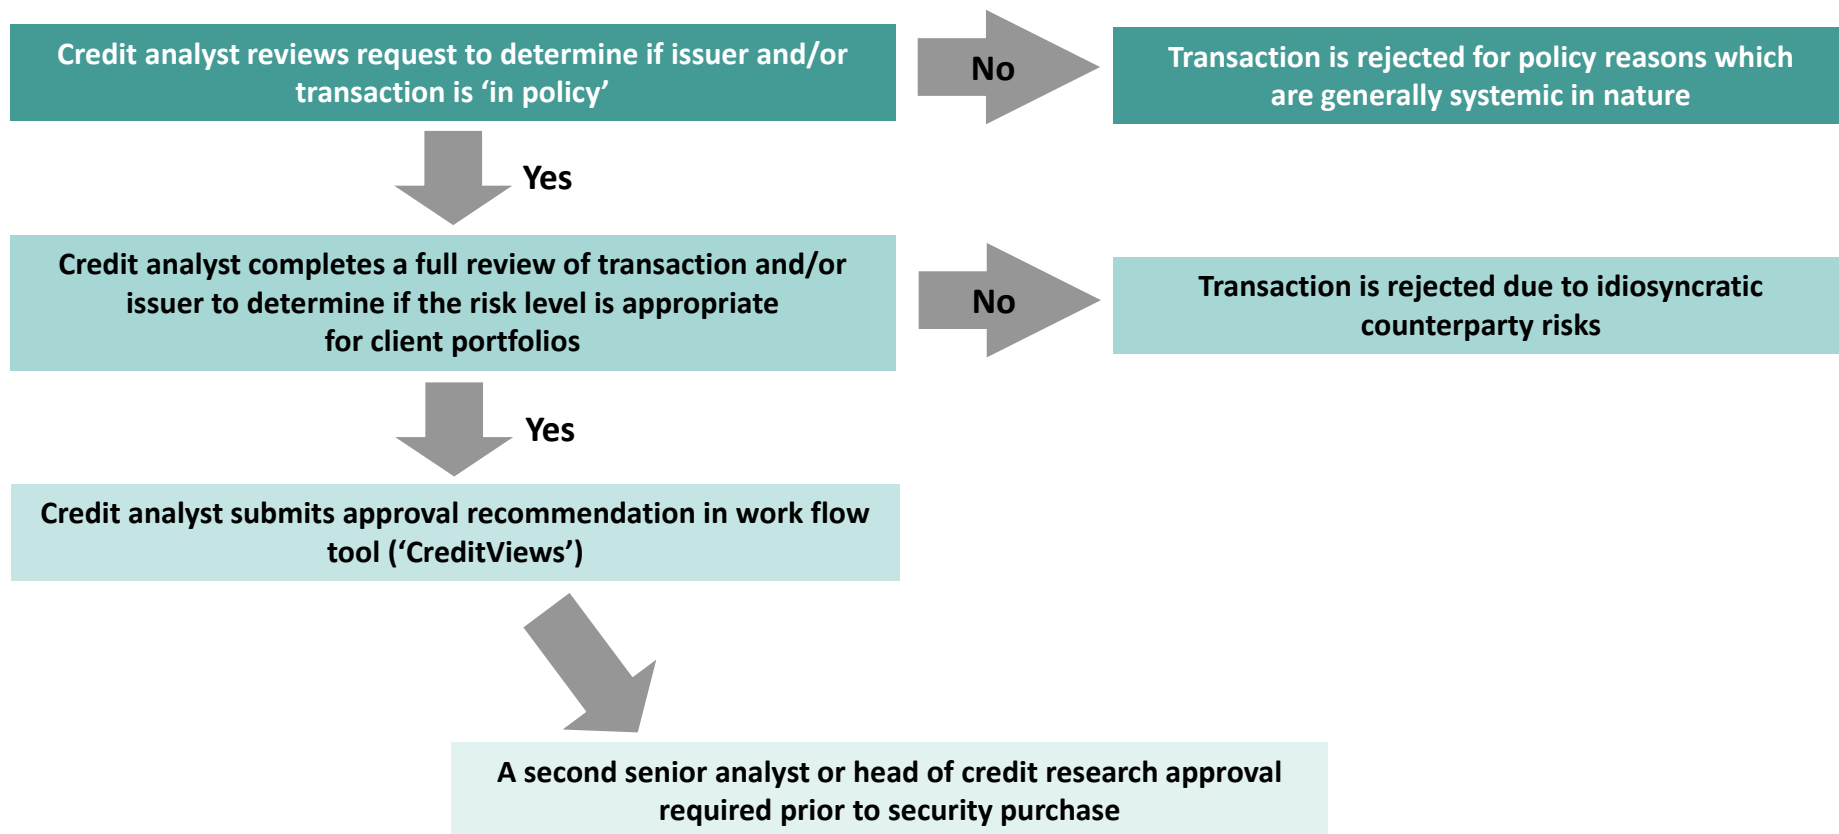 Credit analyst reviews request to determine if issuer and/or
transaction is ‘in policy’
No
Transaction is rejected for policy reasons which
are generally systemic in nature
Yes
Credit analyst completes a full review of transaction and/or
issuer to determine if the risk level is appropriate
for client portfolios
No
Transaction is rejected due to idiosyncratic
counterparty risks
Yes
Credit analyst submits approval recommendation in work flow
tool (‘CreditViews’)
A second senior analyst or head of credit research approval
required prior to security purchase